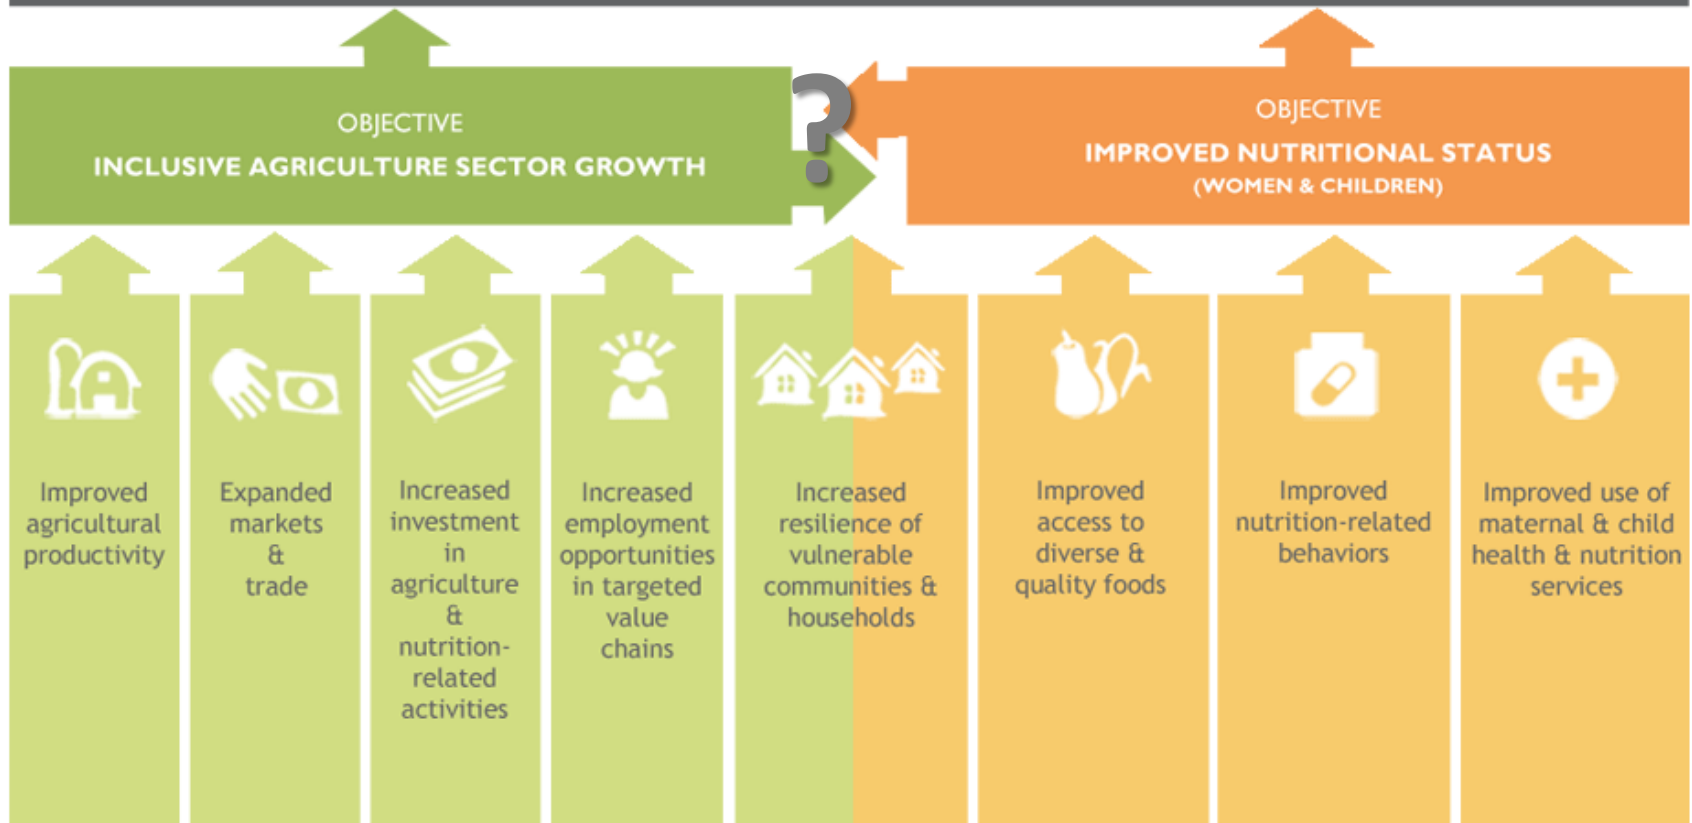 OBJECTIVE
INCLUSIVE AGRICULTURE SECTOR GROWTH
?
OBJECTIVE
IMPROVED NUTRITIONAL STATUS
(WOMEN & CHILDREN)
Improved
agricultural
productivity
Expanded
markets
&
trade
Increased
investment
in
agriculture
&
nutrition-
related
activities
Increased
employment
opportunities
in targeted
value
chains
Increased
resilience of
vulnerable
communities &
households
Improved
access to
diverse &
quality foods
Improved
nutrition-related
behaviors
Improved use of
maternal & child
health & nutrition
services